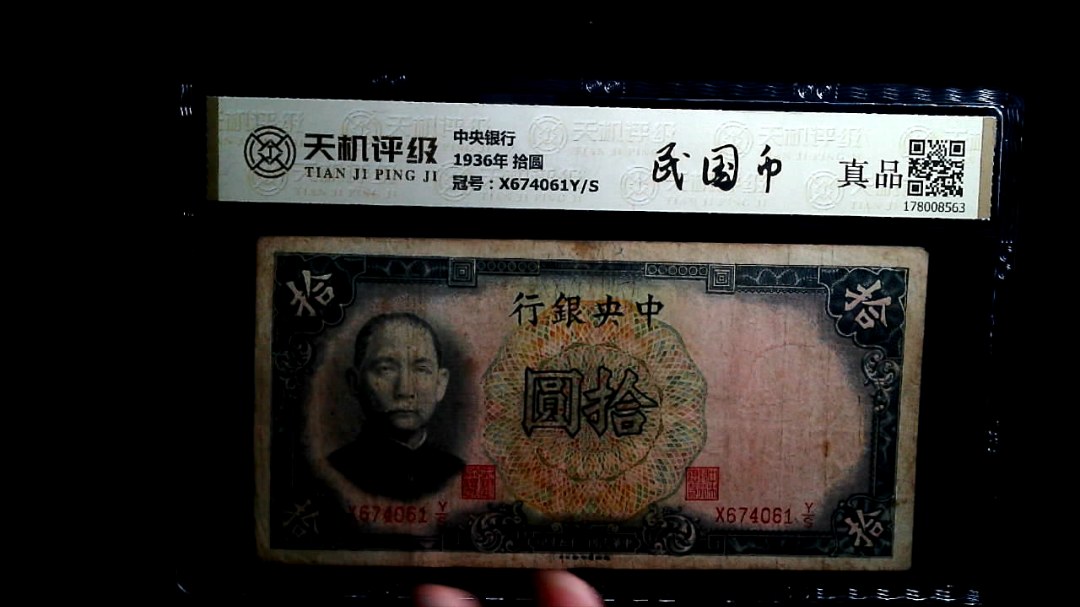 天机评级
TIAN JI PING JI
中央银行
1936年 拾圆
冠号：X674061Y/S
民国币
真品
178008563
拾
拾
行銀央中
圓拾
X674061 Y/S
X674061 Y/S
拾
拾